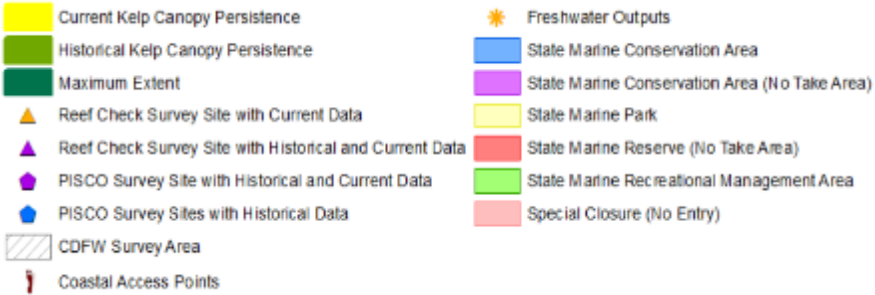 Current Kelp Canopy Persistence
Historical Kelp Canopy Persistence
Maximum Extent
Reef Check Survey Site with Current Data
Reef Check Survey Site with Historical and Current Data
PISCO Survey Site with Historical and Current Data
PISCO Survey Sites with Historical Data
CDFW Survey Area
Coastal Access Points
Freshwater Outputs
State Marine Conservation Area
State Marine Conservation Area (No Take Area)
State Marine Park
State Marine Reserve (No Take Area)
State Marine Recreational Management Area
Special Closure (No Entry)